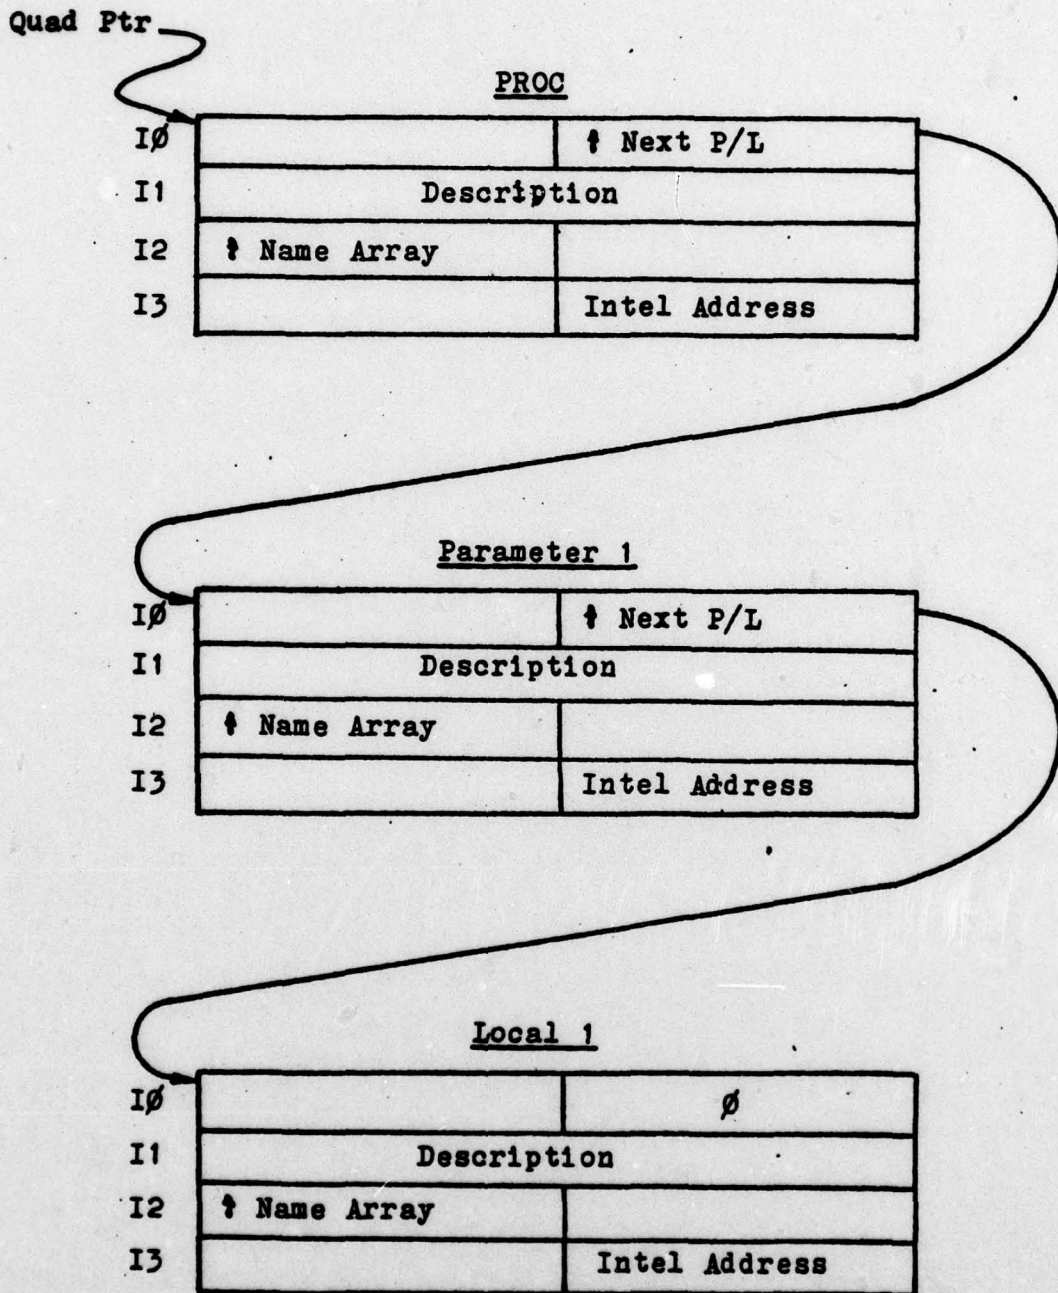 Quad Ptr
PROC
IØ ↑ Next P/L
I1 Description
I2 ↑ Name Array
I3 Intel Address
Parameter 1
IØ ↑ Next P/L
I1 Description
I2 ↑ Name Array
I3 Intel Address
Local 1
IØ Ø
I1 Description
I2 ↑ Name Array
I3 Intel Address